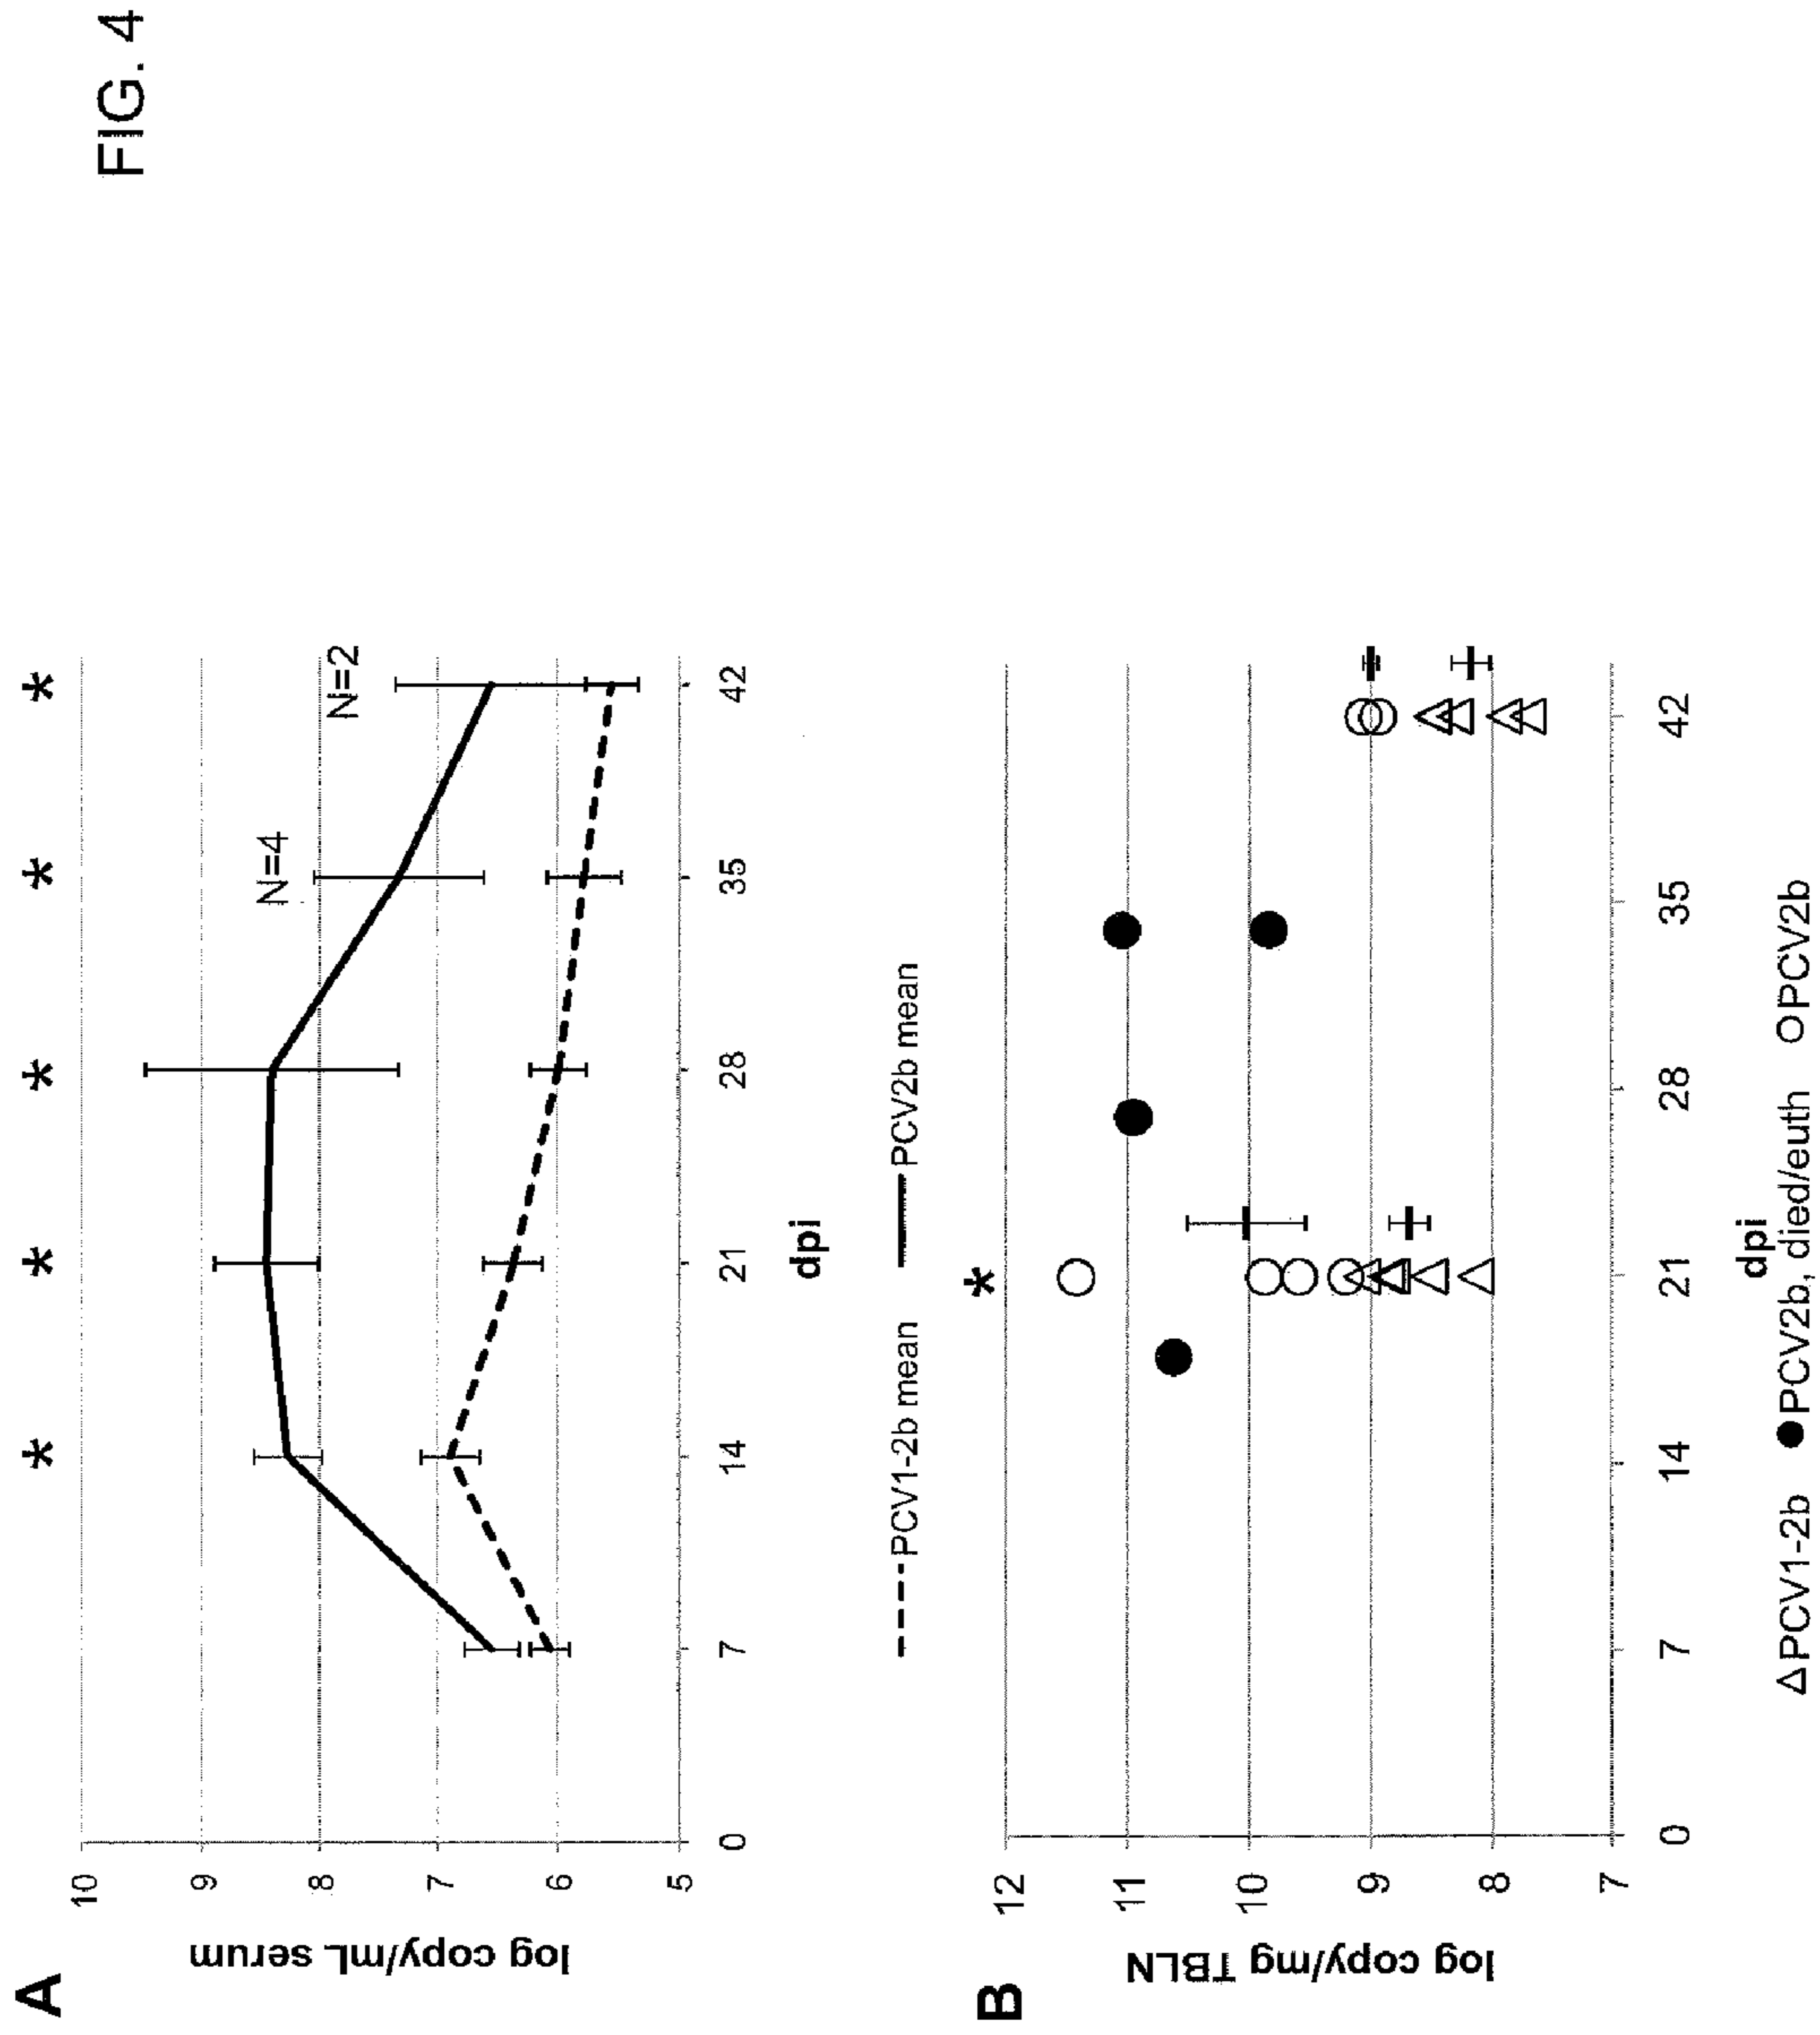 FIG. 4
A
* * * * *
log copy/mL serum
10
9
8
7
6
5
N=4
N=2
0 7 14 21 28 35 42
dpi
PCV1-2b mean PCV2b mean
B
*
log copy/mg TBLN
12
11
10
9
8
7
0 7 14 21 28 35 42
dpi
PCV1-2b PCV2b, died/euth PCV2b